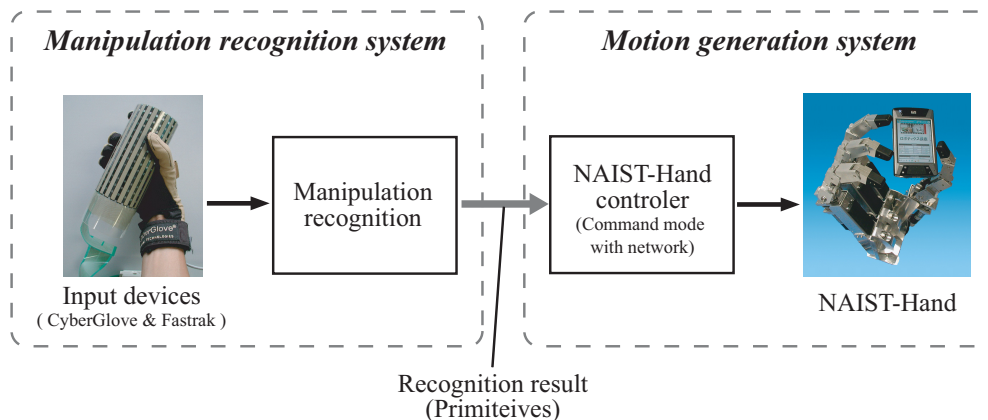 Manipulation recognition system
Motion generation system
CyberGlove
Input devices
( CyberGlove & Fastrak )
Manipulation
recognition
NAIST-Hand
controler
(Command mode
with network)
NAIST-Hand
Recognition result
(Primiteives)